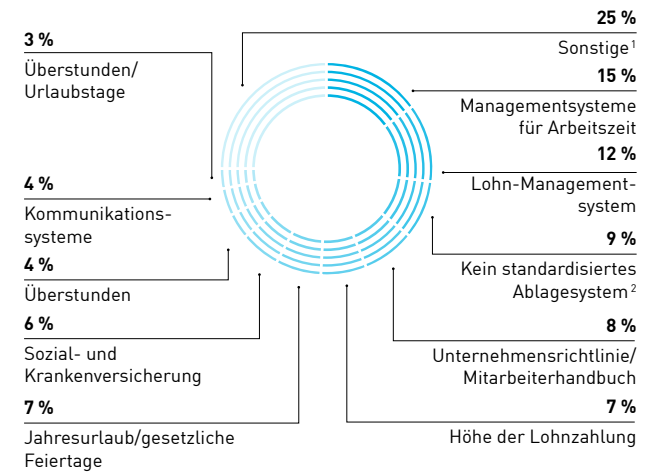 25 %
Sonstige¹
15 %
Managementsysteme
für Arbeitszeit
12 %
Lohn-Management-
system
9 %
Kein standardisiertes
Ablagesystem²
8 %
Unternehmensrichtlinie/
Mitarbeiterhandbuch
7 %
Höhe der Lohnzahlung
3 %
Überstunden/
Urlaubstage
4 %
Kommunikations-
systeme
4 %
Überstunden
6 %
Sozial- und
Krankenversicherung
7 %
Jahresurlaub/gesetzliche
Feiertage